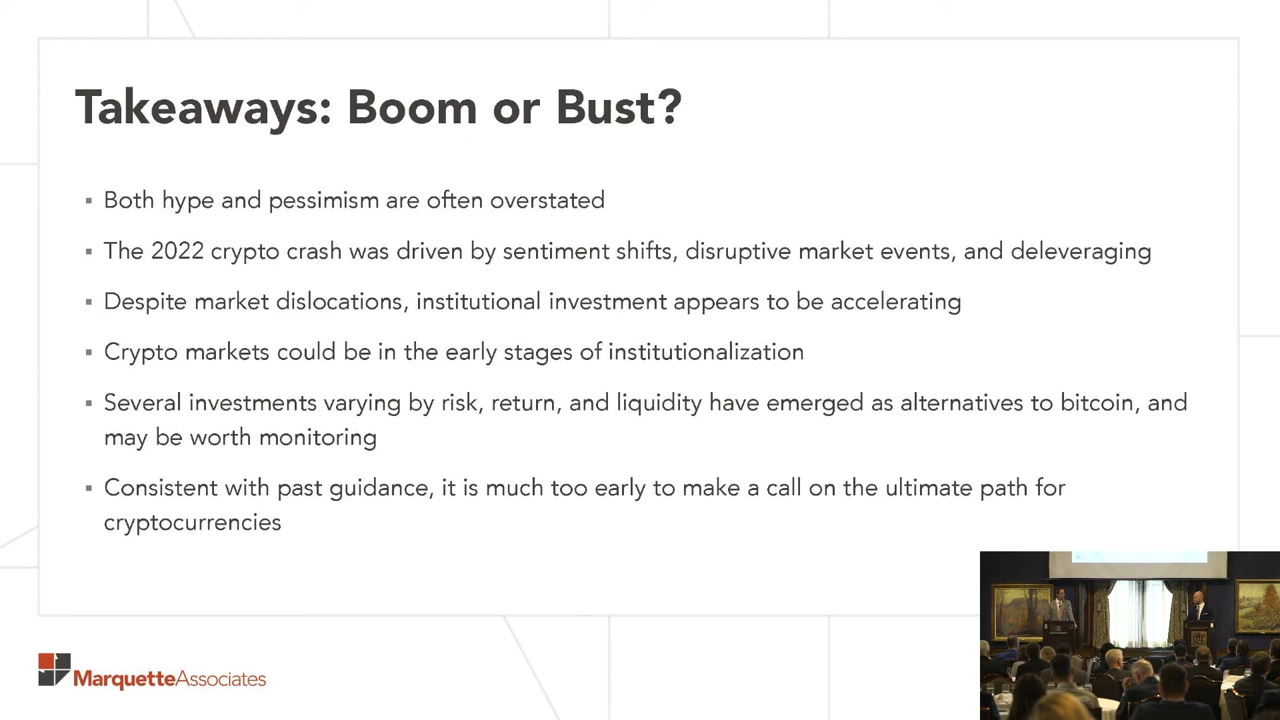 Takeaways: Boom or Bust?
Both hype and pessimism are often overstated
The 2022 crypto crash was driven by sentiment shifts, disruptive market events, and deleveraging
Despite market dislocations, institutional investment appears to be accelerating
Crypto markets could be in the early stages of institutionalization
Several investments varying by risk, return, and liquidity have emerged as alternatives to bitcoin, and
may be worth monitoring
Consistent with past guidance, it is much too early to make a call on the ultimate path for
cryptocurrencies
MarquetteAssociates